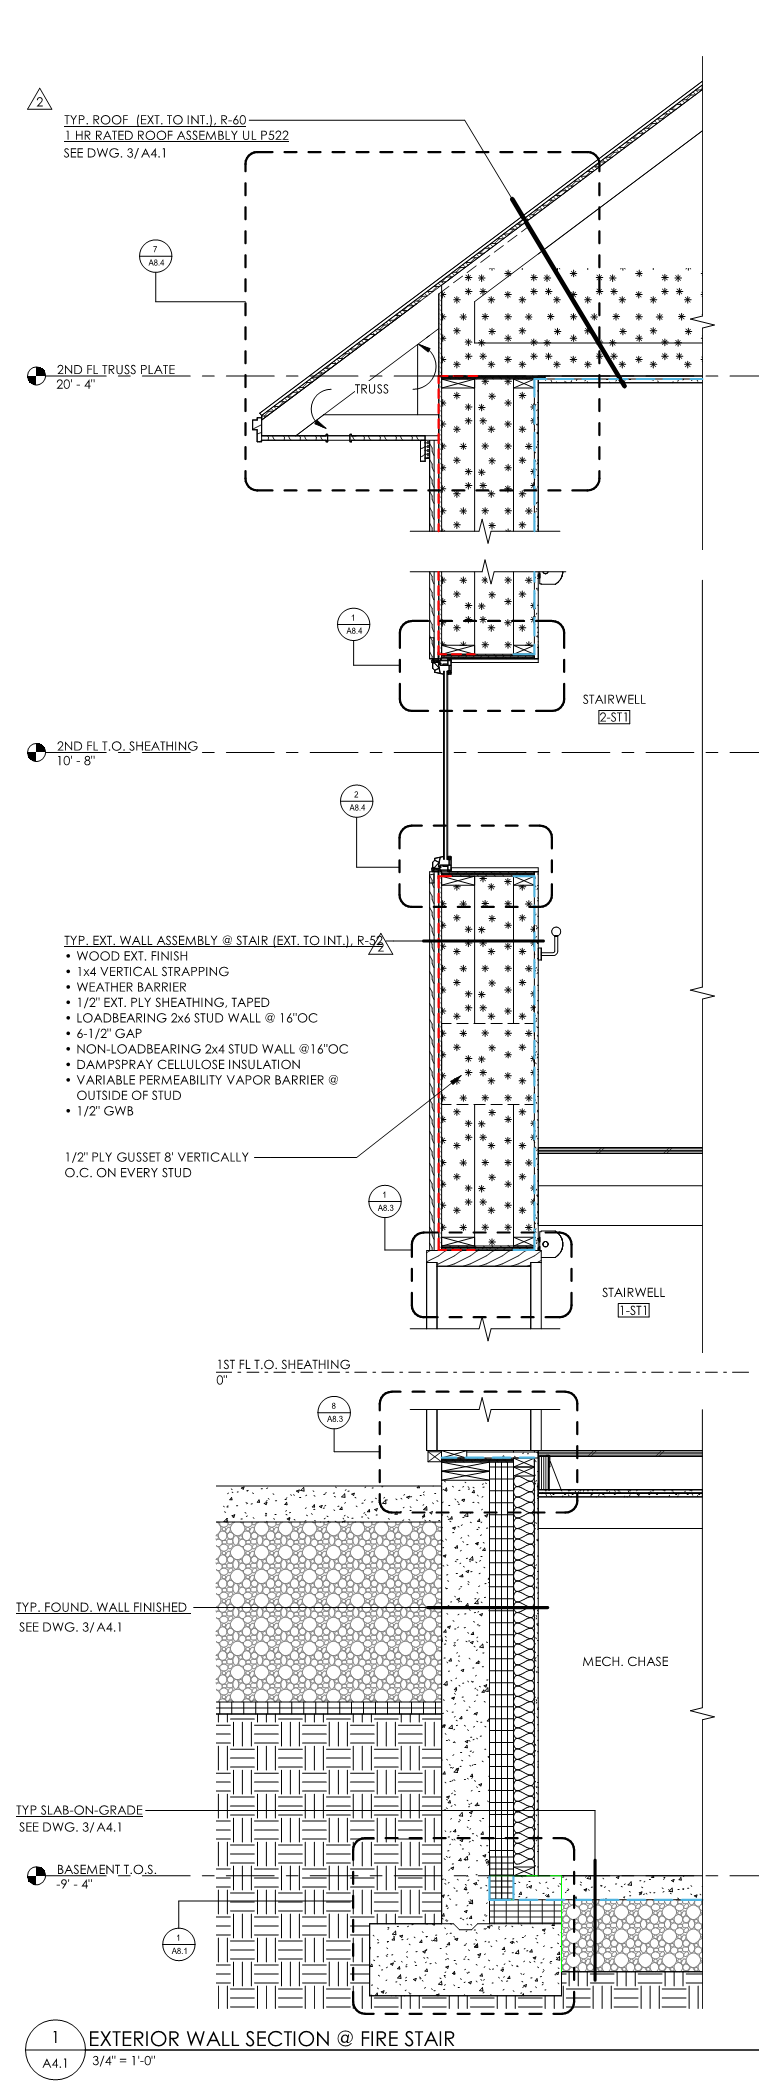 2
TYP. ROOF (EXT. TO INT.), R-60
1 HR RATED ROOF ASSEMBLY UL P522
SEE DWG. 3/A4.1
7
A8.4
2ND FL TRUSS PLATE
20' - 4"
TRUSS
1
A8.4
STAIRWELL
2-ST1
2ND FL T.O. SHEATHING
10' - 8"
2
A8.4
TYP. EXT. WALL ASSEMBLY @ STAIR (EXT. TO INT.), R-52
2
• WOOD EXT. FINISH
• 1x4 VERTICAL STRAPPING
• WEATHER BARRIER
• 1/2" EXT. PLY SHEATHING, TAPED
• LOADBEARING 2x6 STUD WALL @ 16"OC
• 6-1/2" GAP
• NON-LOADBEARING 2x4 STUD WALL @16"OC
• DAMPSPRAY CELLULOSE INSULATION
• VARIABLE PERMEABILITY VAPOR BARRIER @
OUTSIDE OF STUD
• 1/2" GWB
1/2" PLY GUSSET 8' VERTICALLY
O.C. ON EVERY STUD
1
A8.3
STAIRWELL
1-ST1
1ST FL T.O. SHEATHING
0"
8
A8.3
TYP. FOUND. WALL FINISHED
SEE DWG. 3/A4.1
MECH. CHASE
TYP SLAB-ON-GRADE
SEE DWG. 3/A4.1
BASEMENT T.O.S.
-9' - 4"
1
A8.1
1
A4.1
EXTERIOR WALL SECTION @ FIRE STAIR
3/4" = 1'-0"